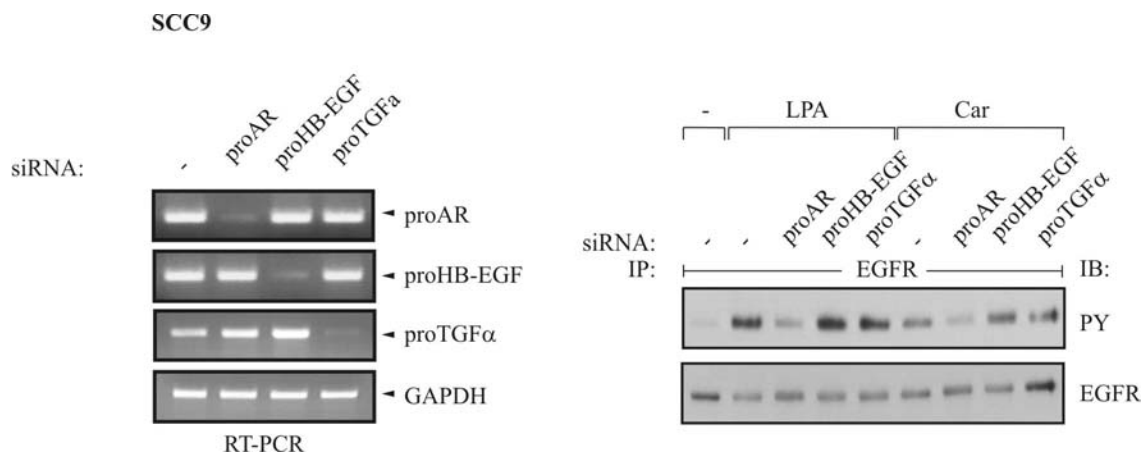 SCC9
siRNA: - proAR proHB-EGF proTGFa
proAR
proHB-EGF
proTGFα
GAPDH
RT-PCR
- LPA Car
siRNA: - - proAR proHB-EGF proTGFα - proAR proHB-EGF proTGFα
IP: EGFR IB:
PY
EGFR